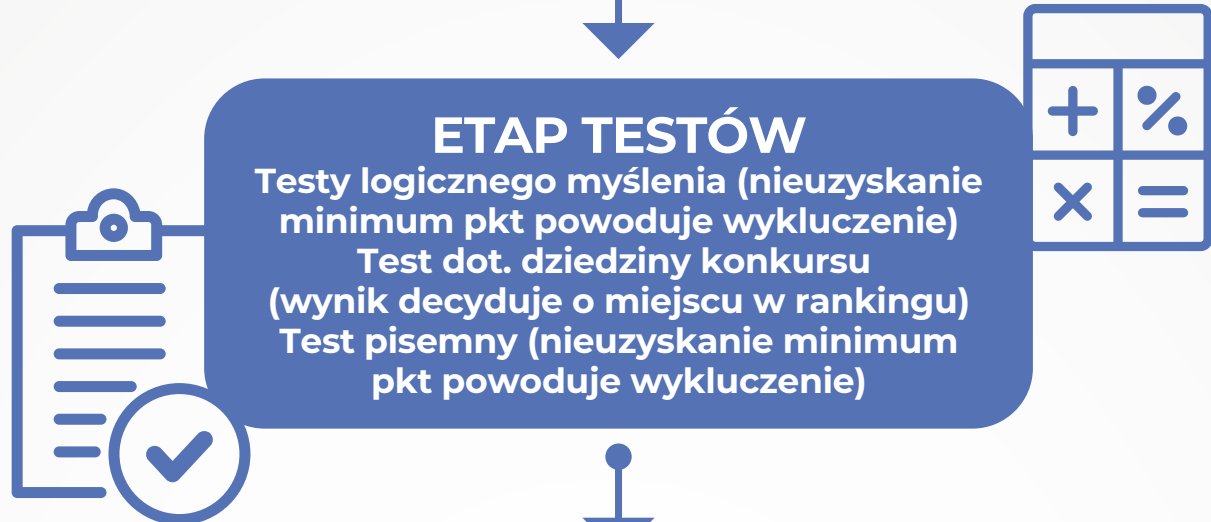 ETAP TESTÓW
Testy logicznego myślenia (nieuzyskanie
minimum pkt powoduje wykluczenie)
Test dot. dziedziny konkursu
(wynik decyduje o miejscu w rankingu)
Test pisemny (nieuzyskanie minimum
pkt powoduje wykluczenie)